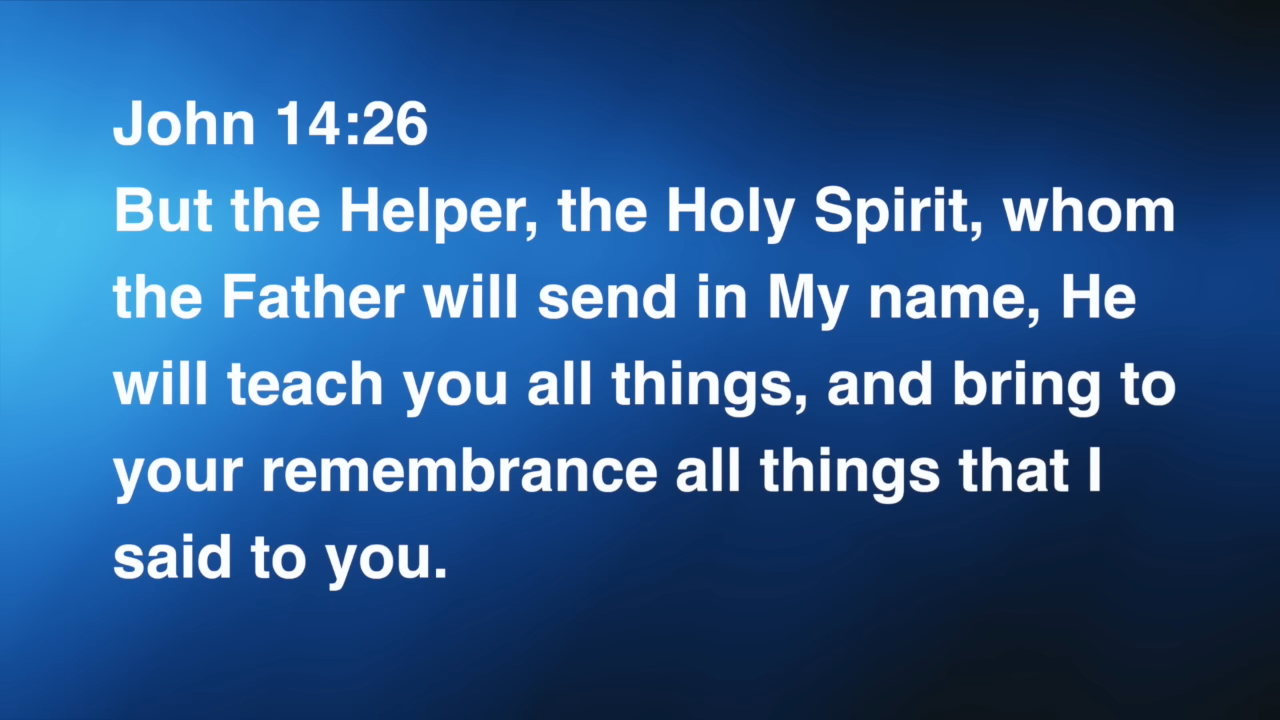 John 14:26
But the Helper, the Holy Spirit, whom
the Father will send in My name, He
will teach you all things, and bring to
your remembrance all things that I
said to you.